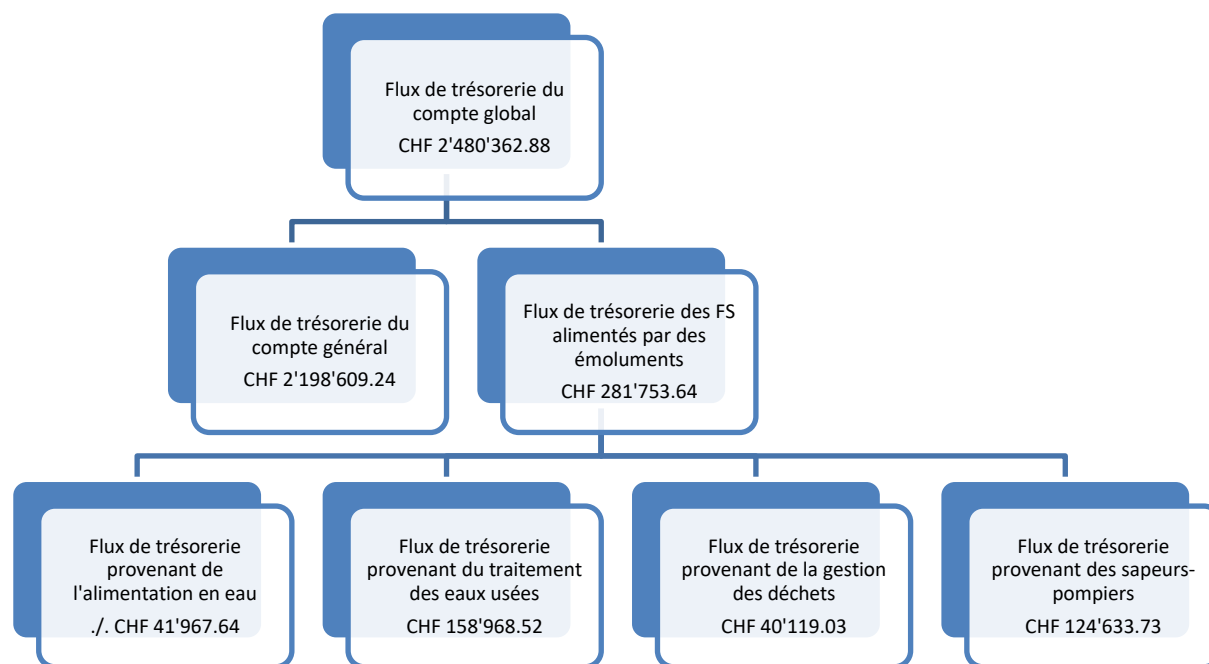 Flux de trésorerie du
compte global
CHF 2'480'362.88
Flux de trésorerie du
compte général
CHF 2'198'609.24
Flux de trésorerie des FS
alimentés par des
émoluments
CHF 281'753.64
Flux de trésorerie
provenant de
l'alimentation en eau
./. CHF 41'967.64
Flux de trésorerie
provenant du traitement
des eaux usées
CHF 158'968.52
Flux de trésorerie
provenant de la gestion
des déchets
CHF 40'119.03
Flux de trésorerie
provenant des sapeurs-
pompiers
CHF 124'633.73